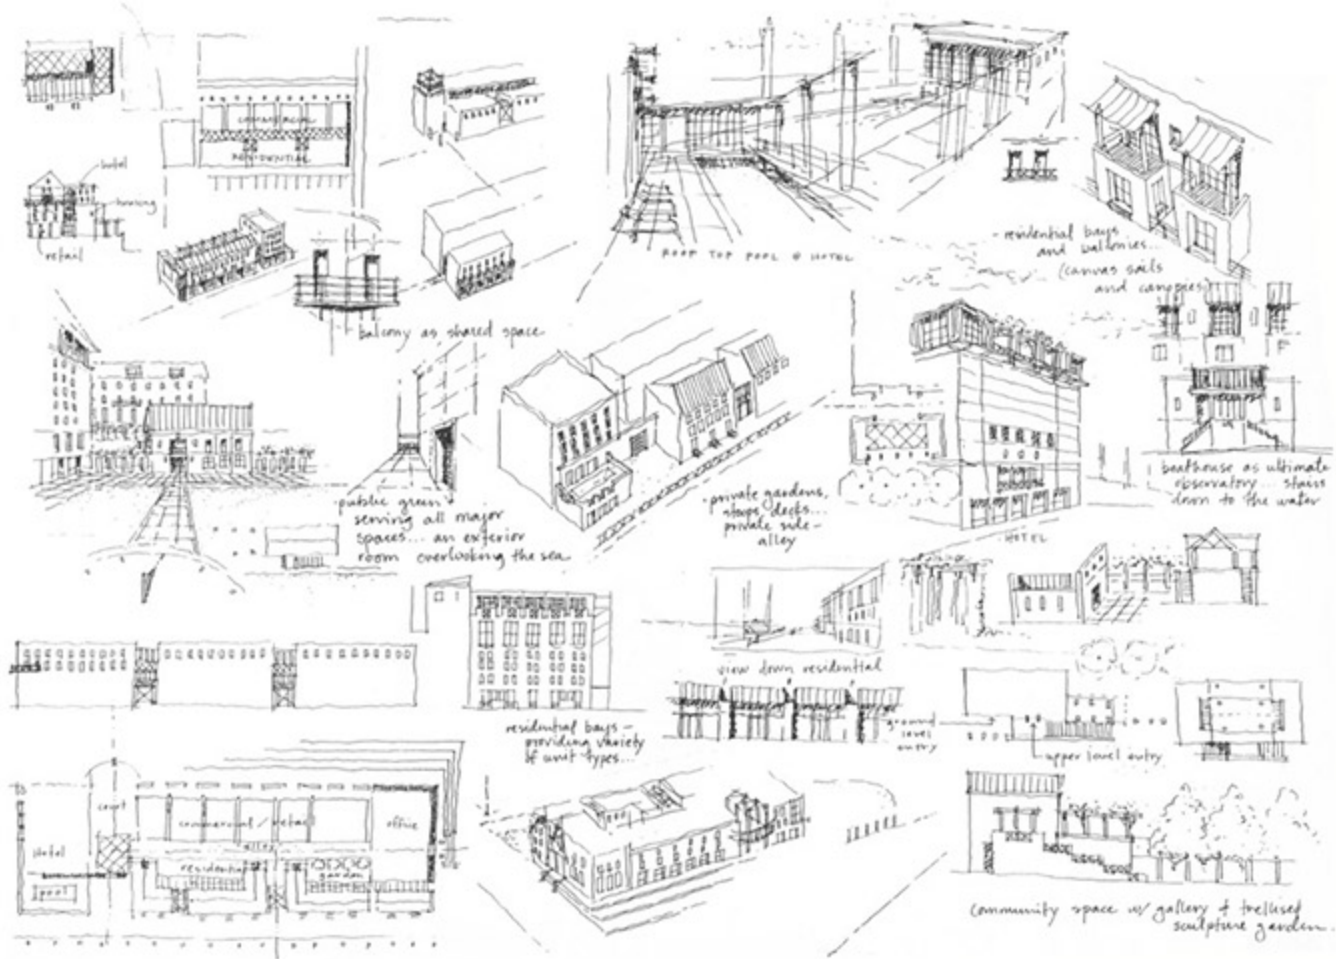 COMMERCIAL
RESIDENTIAL
hotel
housing
retail
balcony as shared space
ROOF TOP POOL @ HOTEL
residential bays
and balconies...
(canvas sails
and canopies)
public green
serving all major
spaces... an exterior
room overlooking the sea
private gardens,
stoops decks...
private side-
alley
HOTEL
boathouse as ultimate
observatory... stairs
down to the water
view down residential
residential bays -
providing variety
of unit types...
ground
level
entry
upper level entry
court
commercial / retail
office
alley
Hotel
residential
garden
pool
community space w/ gallery + trellised
sculpture garden.